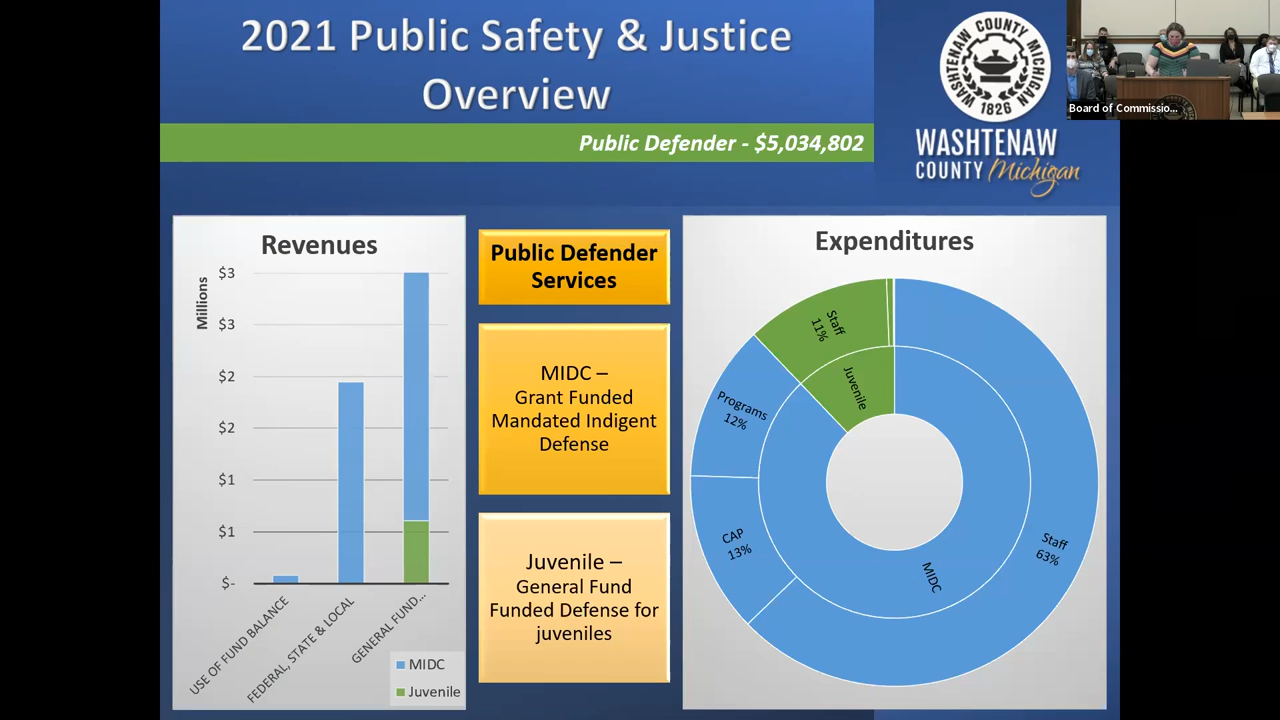 2021 Public Safety & Justice
Overview
Public Defender - $5,034,802
WASHTENAW COUNTY MICHIGAN
1826
WASHTENAW
COUNTY Michigan
Board of Commissio...
Revenues
Millions
$3
$3
$2
$2
$1
$1
$-
USE OF FUND BALANCE
FEDERAL, STATE & LOCAL
GENERAL FUND...
MIDC
Juvenile
Public Defender
Services
MIDC –
Grant Funded
Mandated Indigent
Defense
Juvenile –
General Fund
Funded Defense for
juveniles
Expenditures
Staff
11%
Juvenile
Programs
12%
CAP
13%
Staff
63%
MIDC